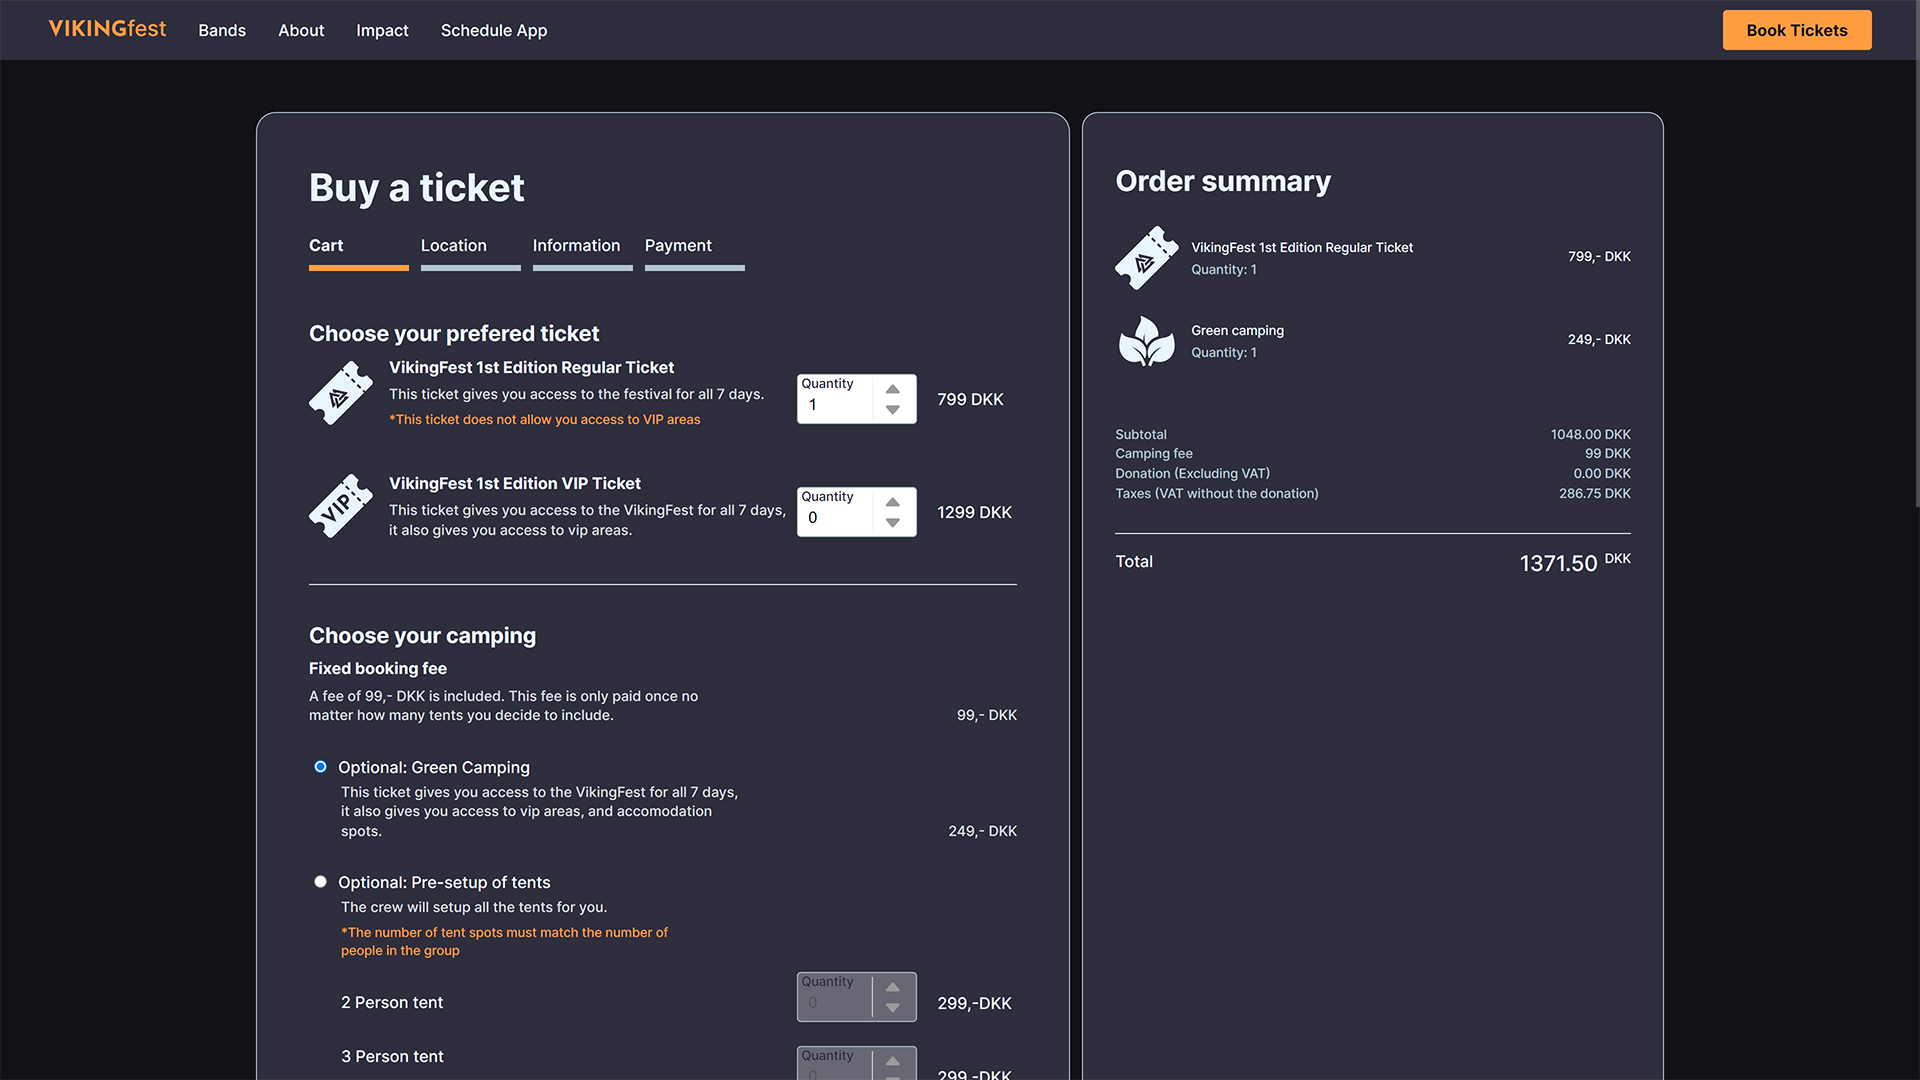 VIKINGfest
Bands
About
Impact
Schedule App
Book Tickets
Buy a ticket
Cart
Location
Information
Payment
Choose your prefered ticket
VikingFest 1st Edition Regular Ticket
This ticket gives you access to the festival for all 7 days.
*This ticket does not allow you access to VIP areas
Quantity
1
799 DKK
VIP
VikingFest 1st Edition VIP Ticket
This ticket gives you access to the VikingFest for all 7 days,
it also gives you access to vip areas.
Quantity
0
1299 DKK
Choose your camping
Fixed booking fee
A fee of 99,- DKK is included. This fee is only paid once no
matter how many tents you decide to include.
99,- DKK
Optional: Green Camping
This ticket gives you access to the VikingFest for all 7 days,
it also gives you access to vip areas, and accomodation
spots.
249,- DKK
Optional: Pre-setup of tents
The crew will setup all the tents for you.
*The number of tent spots must match the number of
people in the group
2 Person tent
Quantity
0
299,-DKK
3 Person tent
Quantity
0
299,-DKK
Order summary
VikingFest 1st Edition Regular Ticket
Quantity: 1
799,- DKK
Green camping
Quantity: 1
249,- DKK
Subtotal 1048.00 DKK
Camping fee 99 DKK
Donation (Excluding VAT) 0.00 DKK
Taxes (VAT without the donation) 286.75 DKK
Total 1371.50 DKK